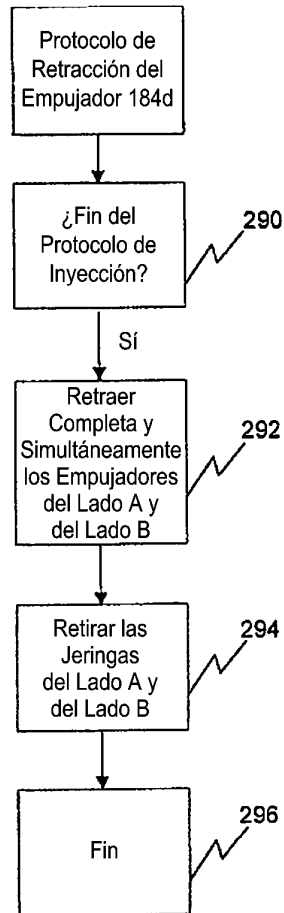 Protocolo de
Retracción del
Empujador 184d
¿Fin del
Protocolo de
Inyección?
290
Sí
Retraer
Completa y
Simultáneamente
los Empujadores
del Lado A y
del Lado B
292
Retirar las
Jeringas
del Lado A y
del Lado B
294
Fin
296